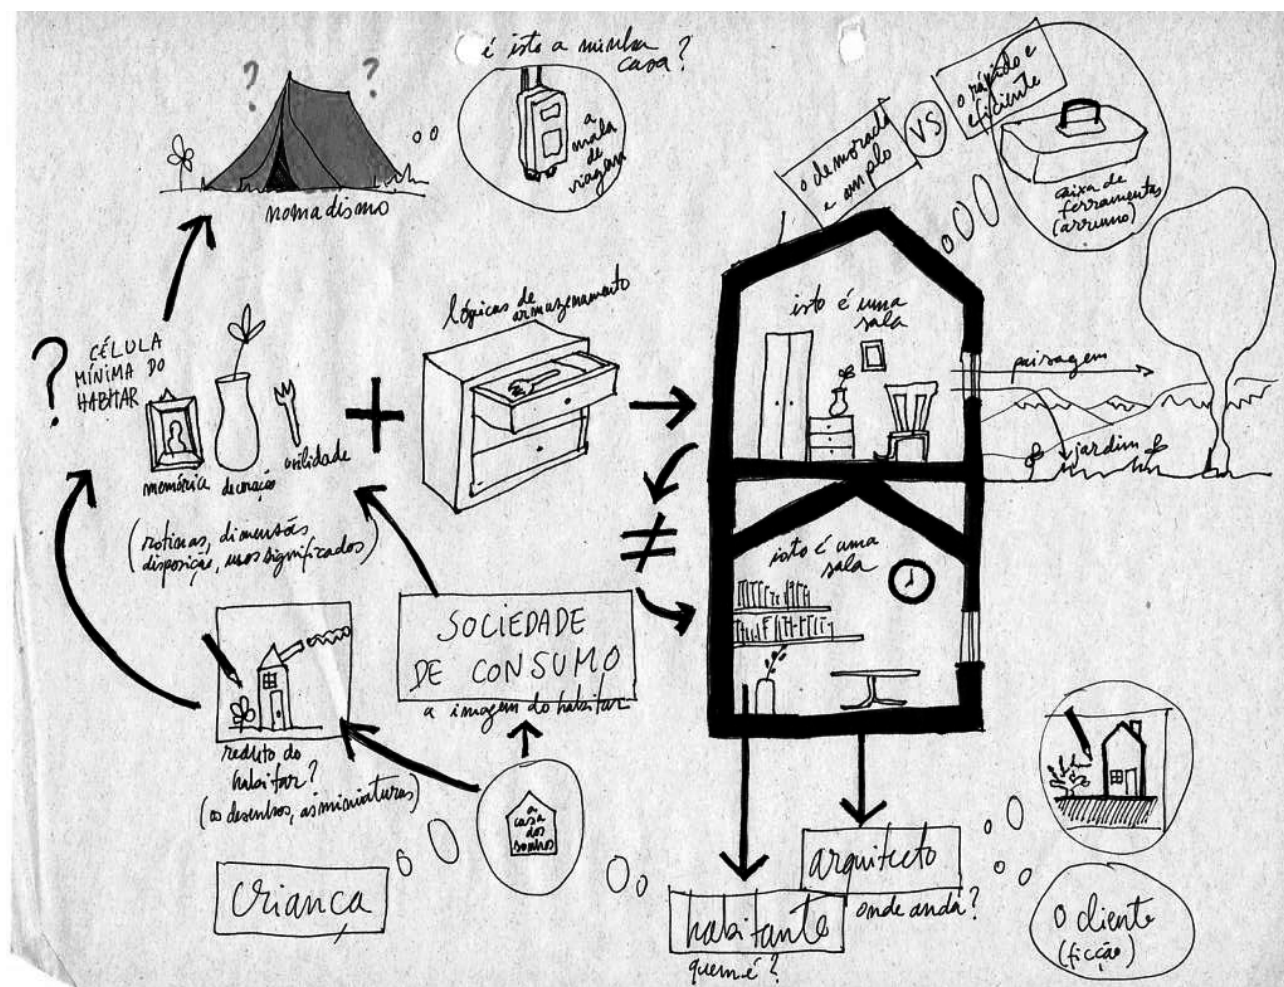 é isto a minha
casa?
a
mala
de
viagem
?
?
nomadismo
o demorado
e amplo
VS
o rápido e
eficiente
caixa de
ferramentas
(arrumo)
?
CÉLULA
MÍNIMA DO
HABITAR
memória
decoração
utilidade
(rotinas, dimensões
disposição, usos significados)
+
lógicas de
armazenamento
isto é uma
sala
paisagem
jardim
≠
isto é uma
sala
SOCIEDADE
DE CONSUMO
a imagem do habitar
reduto do
habitar?
(os desenhos, as miniaturas)
a
casa
dos
sonhos
criança
habitante
quem é?
arquitecto
onde anda?
O cliente
(ficção)